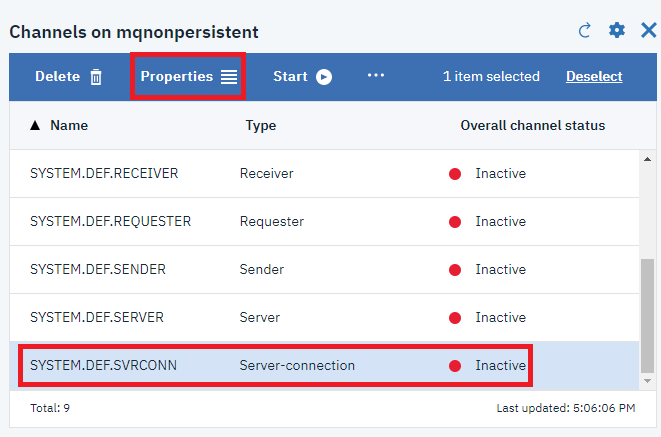 Channels on mqnonpersistent
Delete Properties Start ... 1 item selected Deselect
▲ Name Type Overall channel status
SYSTEM.DEF.RECEIVER Receiver Inactive
SYSTEM.DEF.REQUESTER Requester Inactive
SYSTEM.DEF.SENDER Sender Inactive
SYSTEM.DEF.SERVER Server Inactive
SYSTEM.DEF.SVRCONN Server-connection Inactive
Total: 9 Last updated: 5:06:06 PM